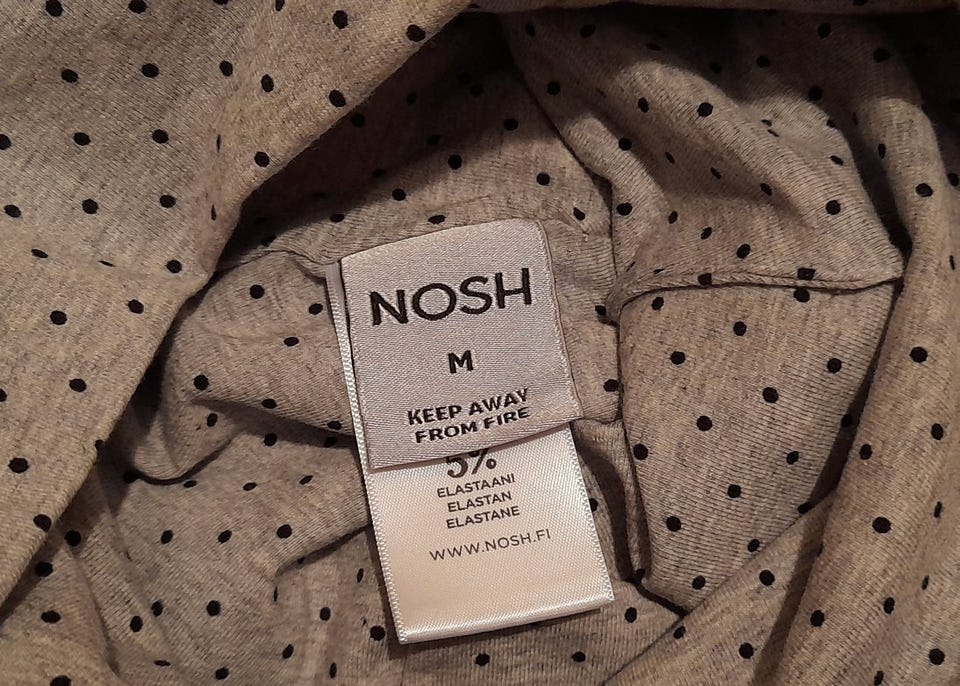 NOSH
M
KEEP AWAY
FROM FIRE
5%
ELASTAANI
ELASTAN
ELASTANE
WWW.NOSH.FI